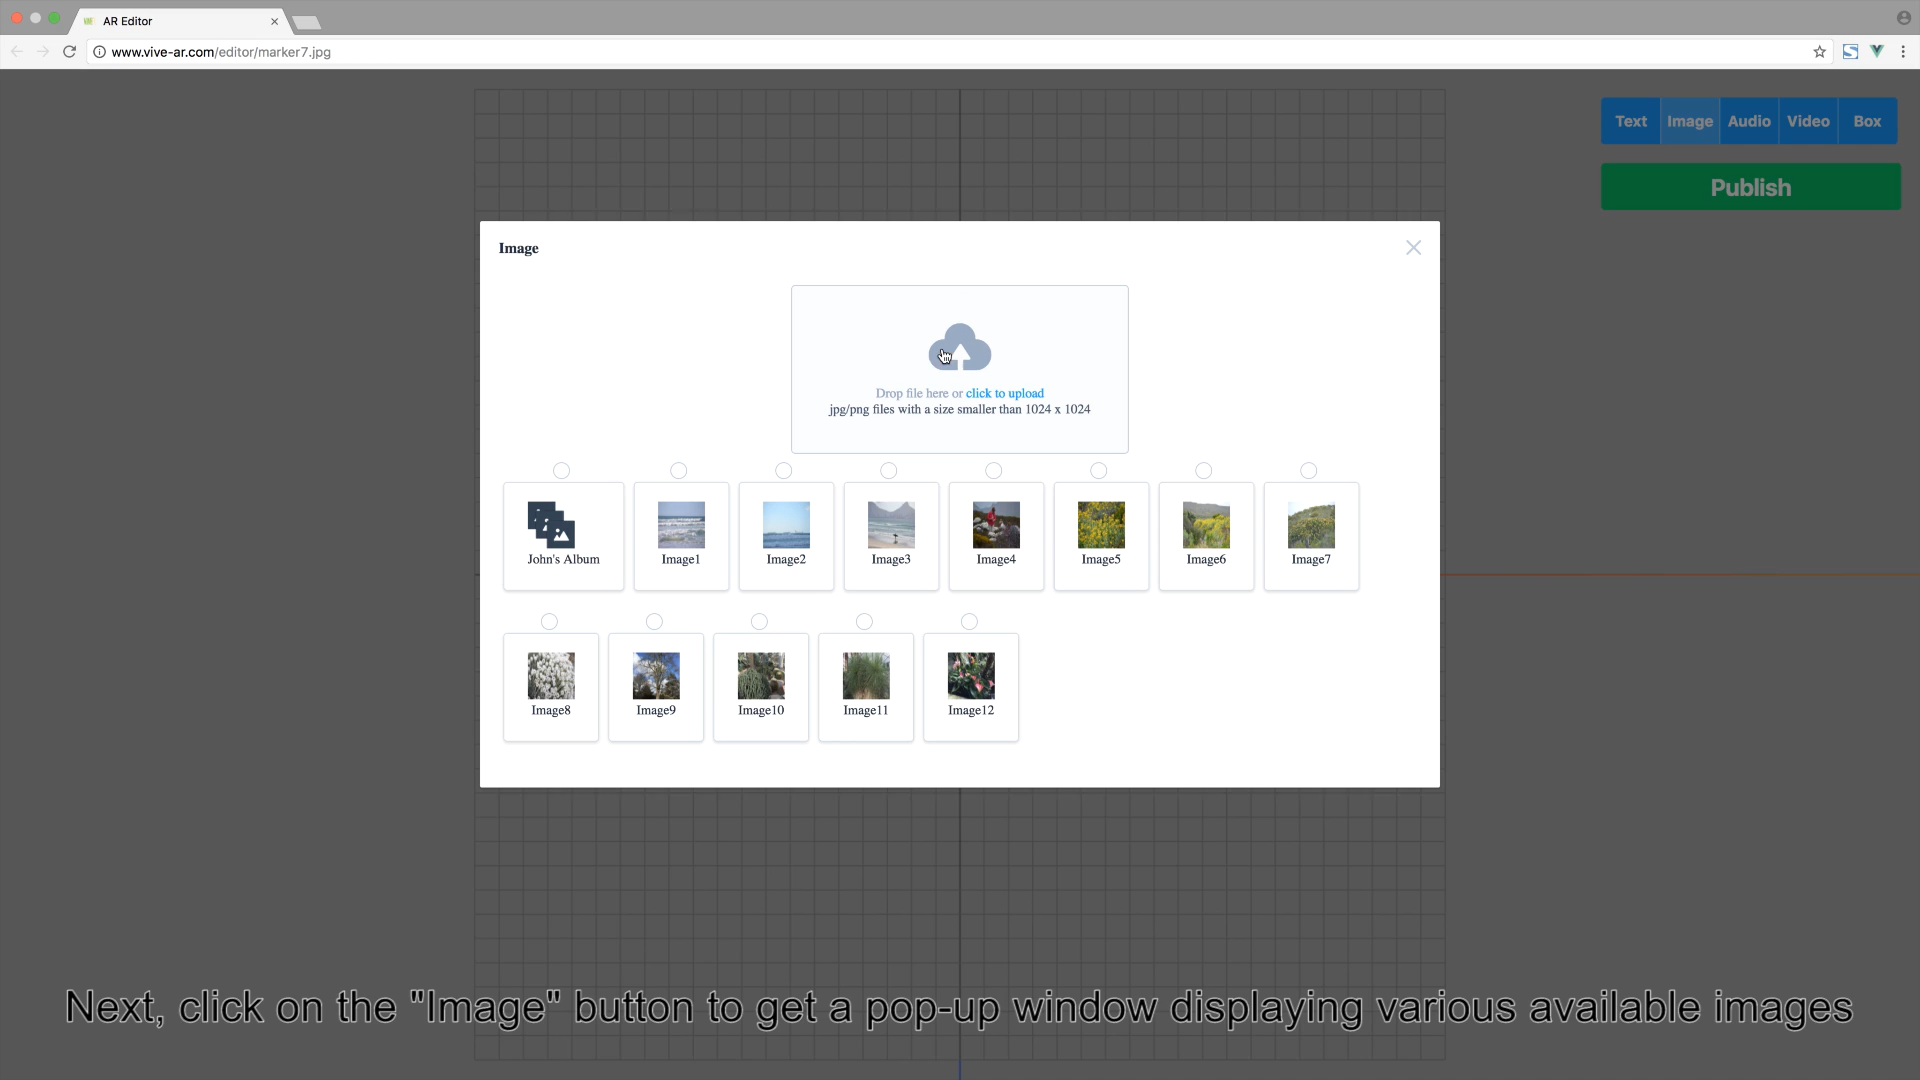 AR Editor
www.vive-ar.com/editor/marker7.jpg
Text Image Audio Video Box
Publish
Image
Drop file here or click to upload
jpg/png files with a size smaller than 1024 x 1024
John's Album Image1 Image2 Image3 Image4 Image5 Image6 Image7
Image8 Image9 Image10 Image11 Image12
Next, click on the "Image" button to get a pop-up window displaying various available images